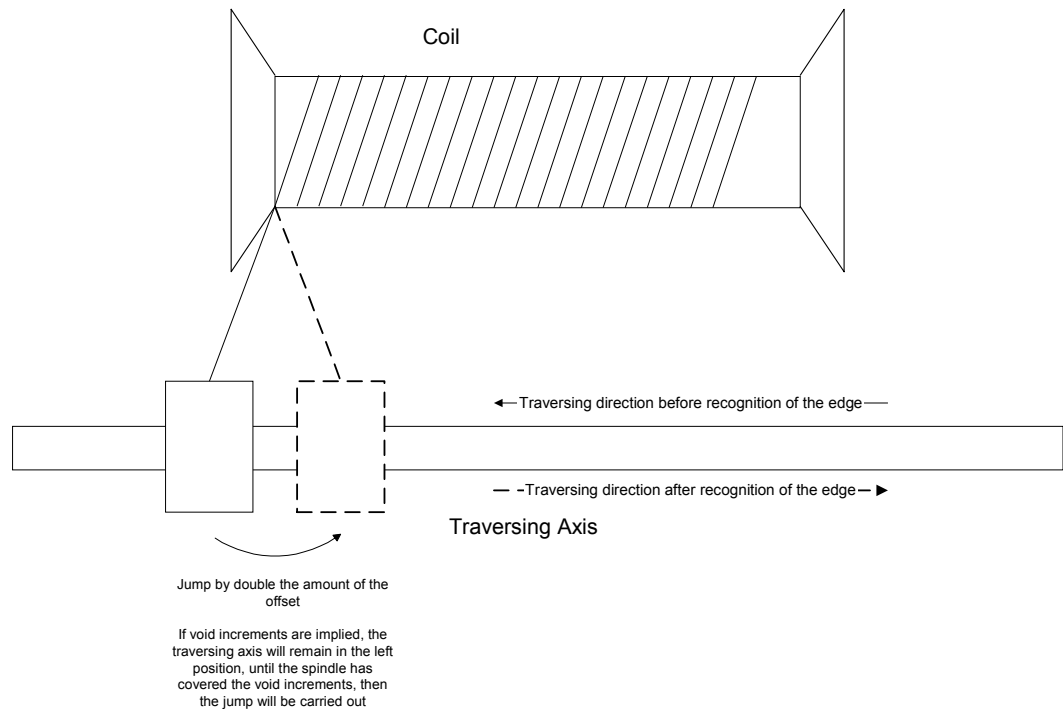 Coil
Traversing direction before recognition of the edge
Traversing direction after recognition of the edge
Traversing Axis
Jump by double the amount of the
offset
If void increments are implied, the
traversing axis will remain in the left
position, until the spindle has
covered the void increments, then
the jump will be carried out